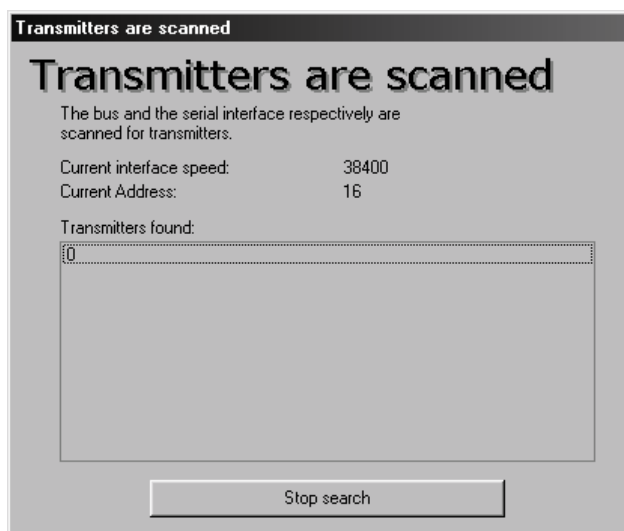 Transmitters are scanned
Transmitters are scanned
The bus and the serial interface respectively are
scanned for transmitters.
Current interface speed: 38400
Current Address: 16
Transmitters found:
0
Stop search